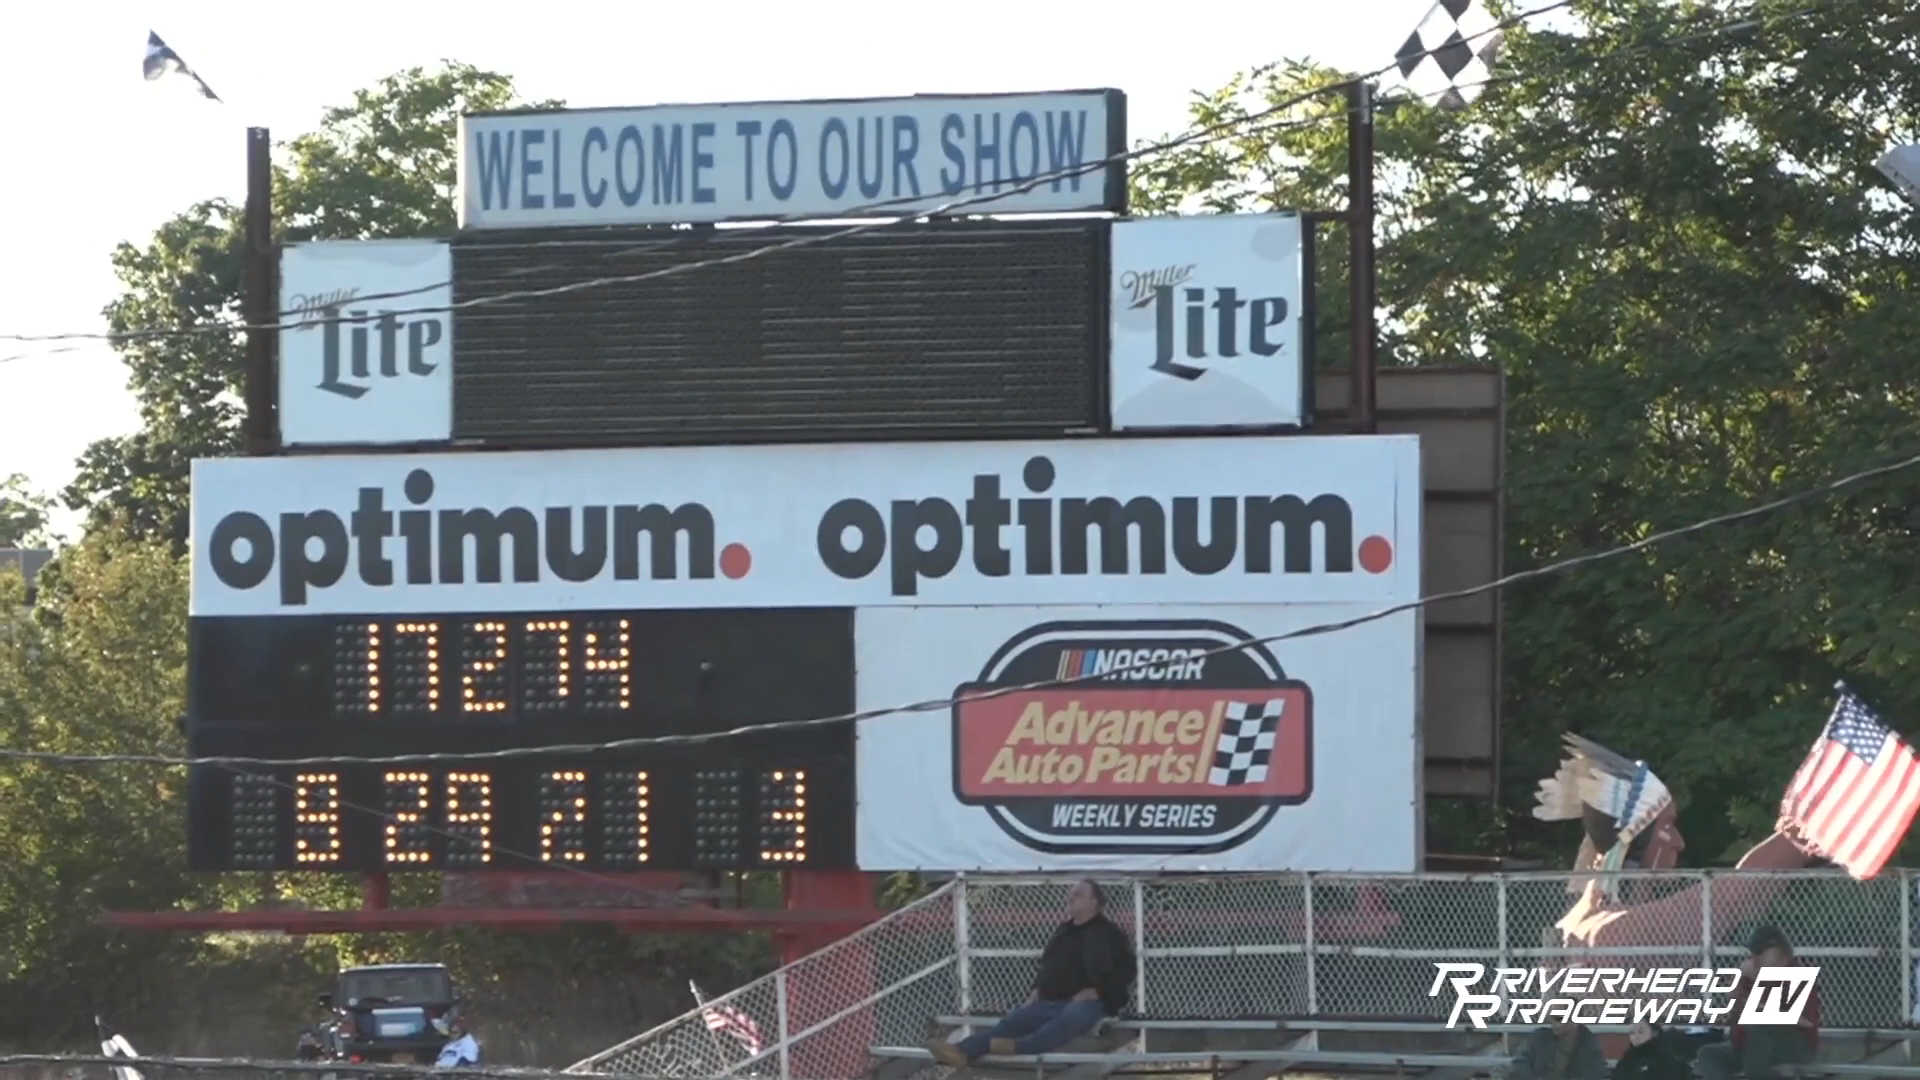 WELCOME TO OUR SHOW
Miller Lite
Miller Lite
optimum. optimum.
17274
NASCAR
Advance
Auto Parts
WEEKLY SERIES
9 29 21 3
RIVERHEAD
RACEWAY TV